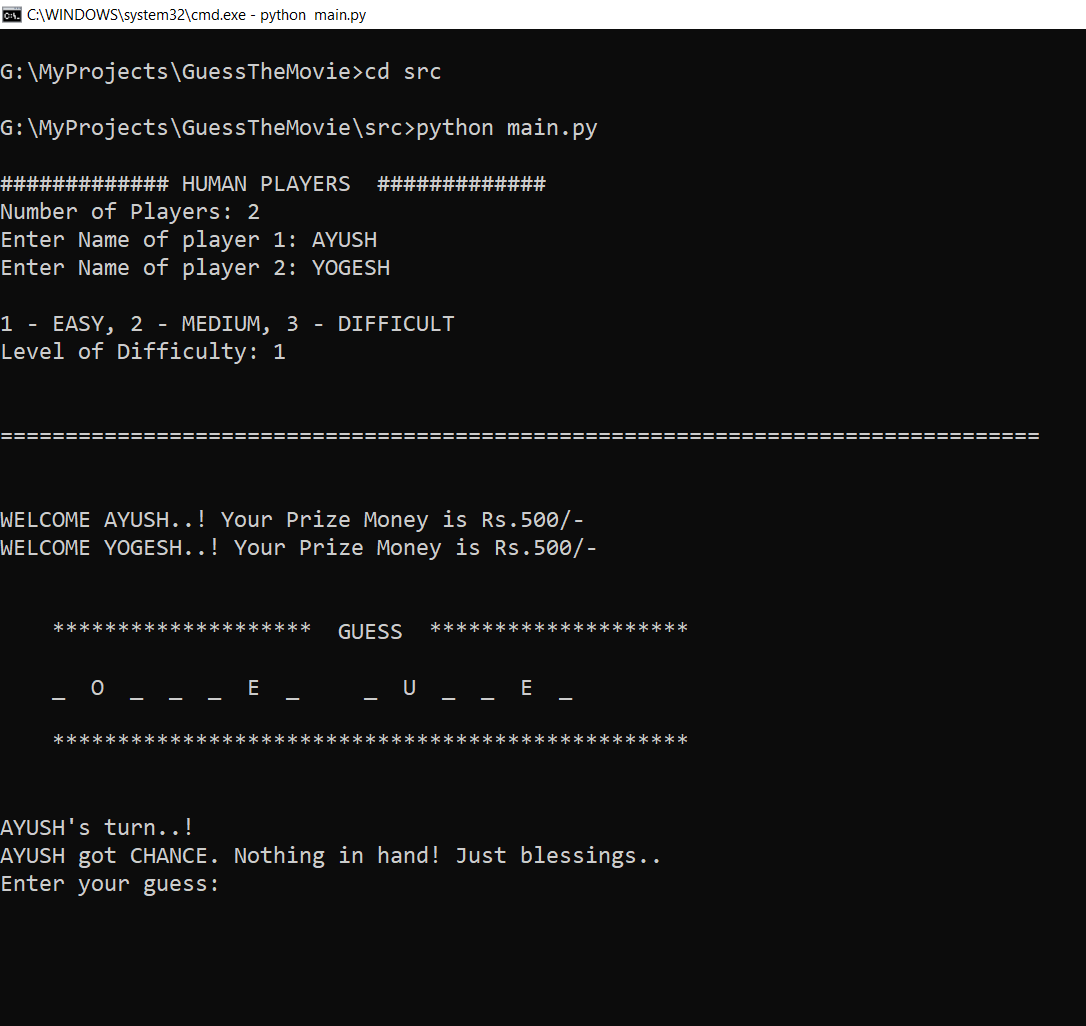 C:\WINDOWS\system32\cmd.exe - python  main.py
G:\MyProjects\GuessTheMovie>cd src
G:\MyProjects\GuessTheMovie\src>python main.py
############# HUMAN PLAYERS  #############
Number of Players: 2
Enter Name of player 1: AYUSH
Enter Name of player 2: YOGESH
1 - EASY, 2 - MEDIUM, 3 - DIFFICULT
Level of Difficulty: 1
================================================================================
WELCOME AYUSH..! Your Prize Money is Rs.500/-
WELCOME YOGESH..! Your Prize Money is Rs.500/-
********************  GUESS  ********************
_  O  _  _  _  E  _     _  U  _  _  E  _
*************************************************
AYUSH's turn..!
AYUSH got CHANCE. Nothing in hand! Just blessings..
Enter your guess: